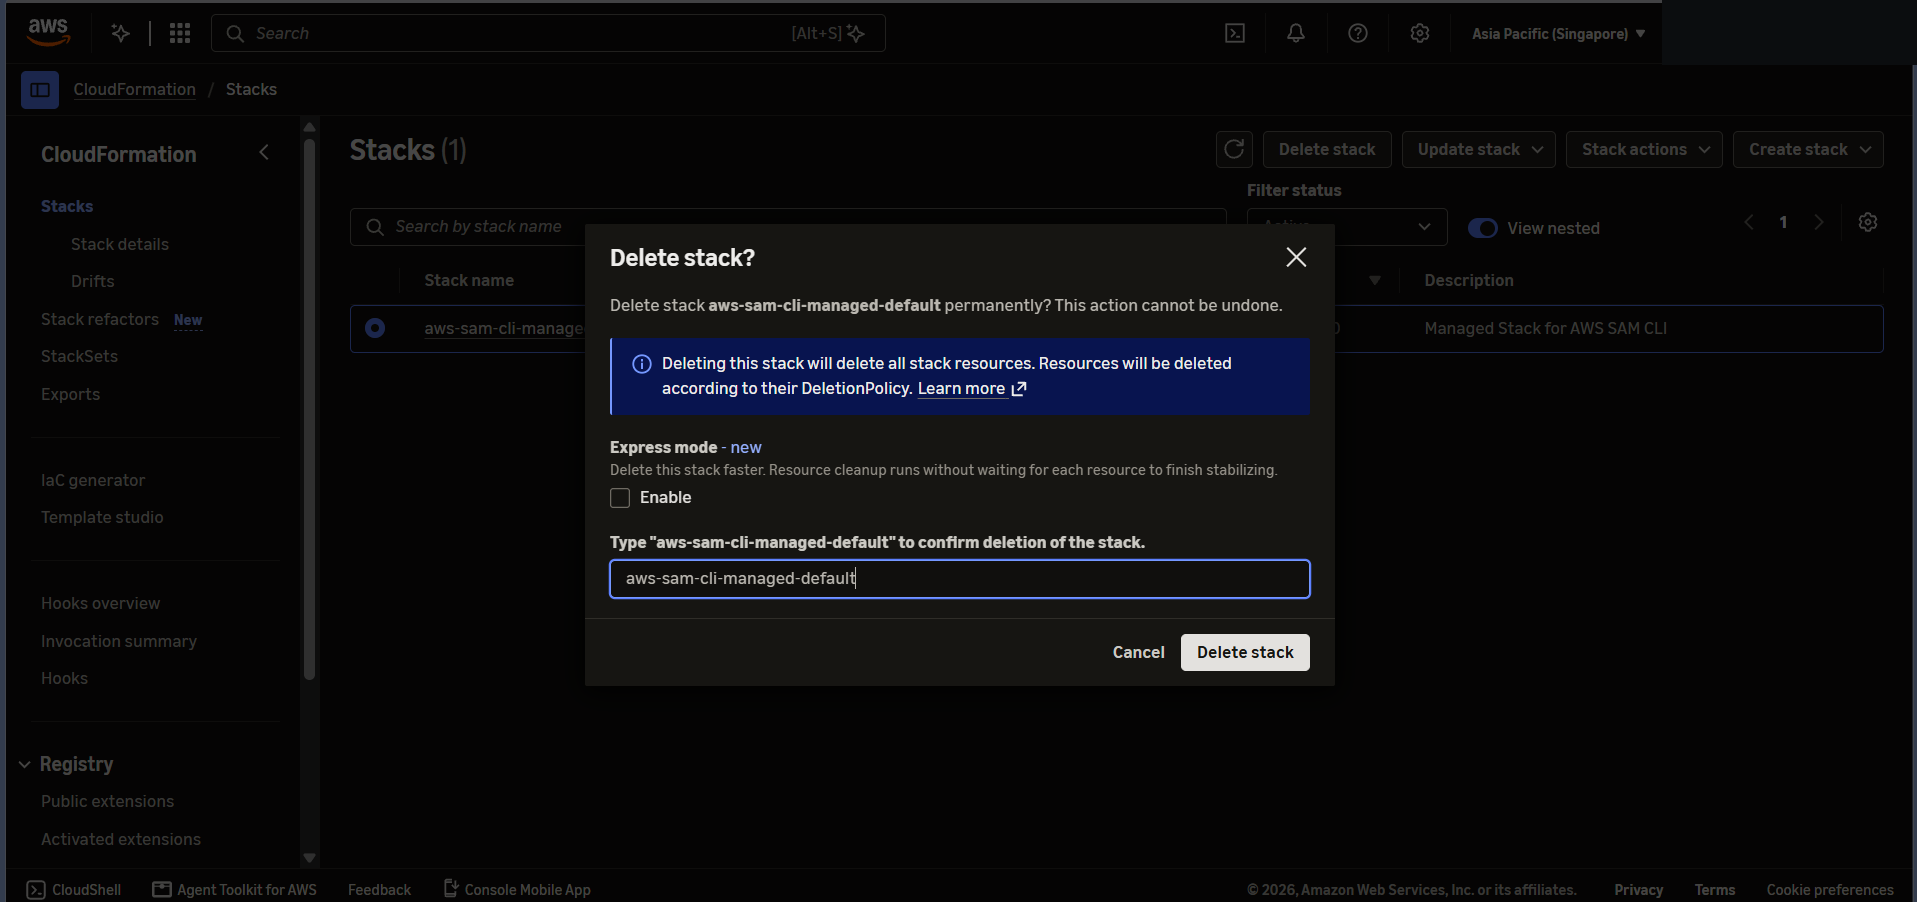 aws
Search [Alt+S]
Asia Pacific (Singapore)
CloudFormation / Stacks
CloudFormation
Stacks
Stack details
Drifts
Stack refactors New
StackSets
Exports
IaC generator
Template studio
Hooks overview
Invocation summary
Hooks
Registry
Public extensions
Activated extensions
Stacks (1)
Delete stack
Update stack
Stack actions
Create stack
Filter status
Search by stack name
Active
View nested
1
Stack name
Description
aws-sam-cli-manage
Managed Stack for AWS SAM CLI
Delete stack?
Delete stack aws-sam-cli-managed-default permanently? This action cannot be undone.
Deleting this stack will delete all stack resources. Resources will be deleted
according to their DeletionPolicy. Learn more
Express mode - new
Delete this stack faster. Resource cleanup runs without waiting for each resource to finish stabilizing.
Enable
Type "aws-sam-cli-managed-default" to confirm deletion of the stack.
aws-sam-cli-managed-default
Cancel
Delete stack
CloudShell
Agent Toolkit for AWS
Feedback
Console Mobile App
© 2026, Amazon Web Services, Inc. or its affiliates.
Privacy
Terms
Cookie preferences